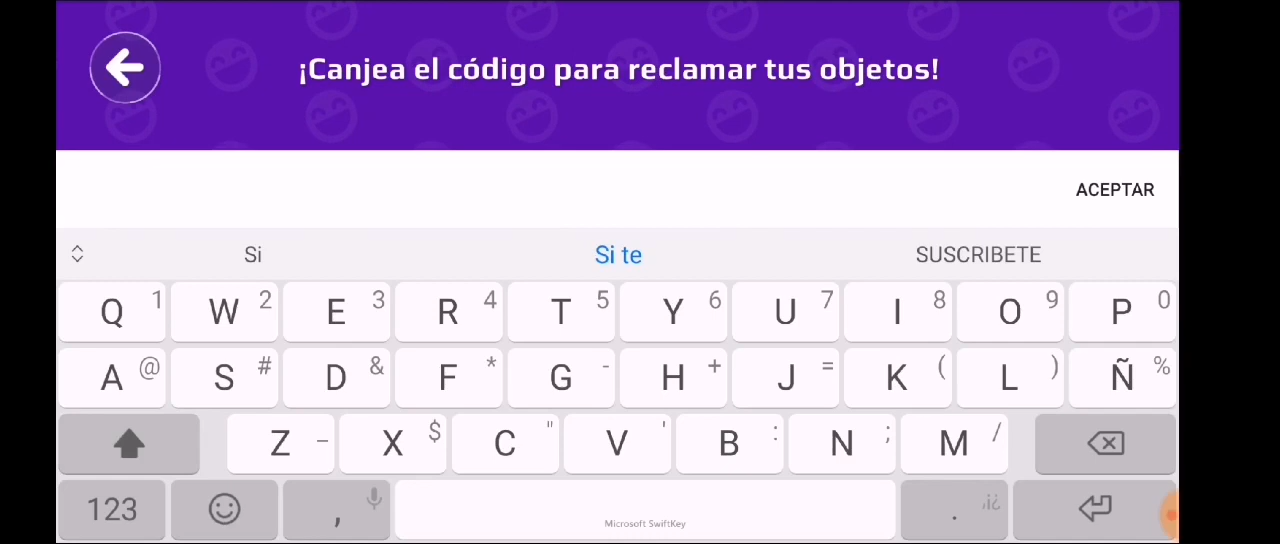 ¡Canjea el código para reclamar tus objetos!
ACEPTAR
Si Si te SUSCRIBETE
Q 1 W 2 E 3 R 4 T 5 Y 6 U 7 I 8 O 9 P 0
A @ S # D & F * G - H + J = K ( L ) Ñ %
Z _ X $ C " V ' B : N ; M /
123 , . ,¡¿
Microsoft SwiftKey